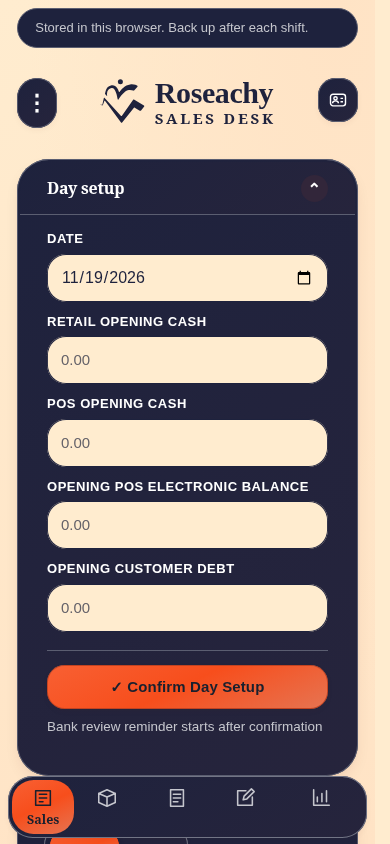 Stored in this browser. Back up after each shift.
Roseachy
SALES DESK
Day setup
DATE
11/19/2026
RETAIL OPENING CASH
0.00
POS OPENING CASH
0.00
OPENING POS ELECTRONIC BALANCE
0.00
OPENING CUSTOMER DEBT
0.00
✓ Confirm Day Setup
Bank review reminder starts after confirmation
Sales